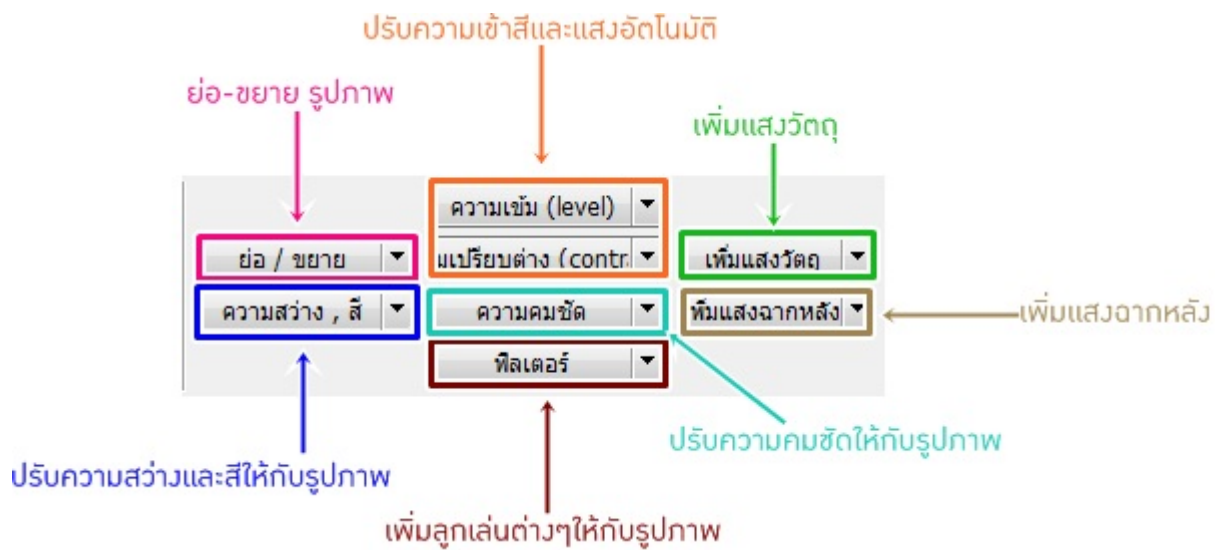 ปรับความเข้าสีและแสงอัตโนมัติ
ย่อ-ขยาย รูปภาพ
เพิ่มแสงวัตถุ
ความเข้ม (level)
ย่อ / ขยาย
มเปรียบต่าง (contr
เพิ่มแสงวัตถุ
ความสว่าง , สี
ความคมชัด
พิ่มแสงฉากหลัง
เพิ่มแสงฉากหลัง
ฟิลเตอร์
ปรับความคมชัดให้กับรูปภาพ
ปรับความสว่างและสีให้กับรูปภาพ
เพิ่มลูกเล่นต่างๆให้กับรูปภาพ